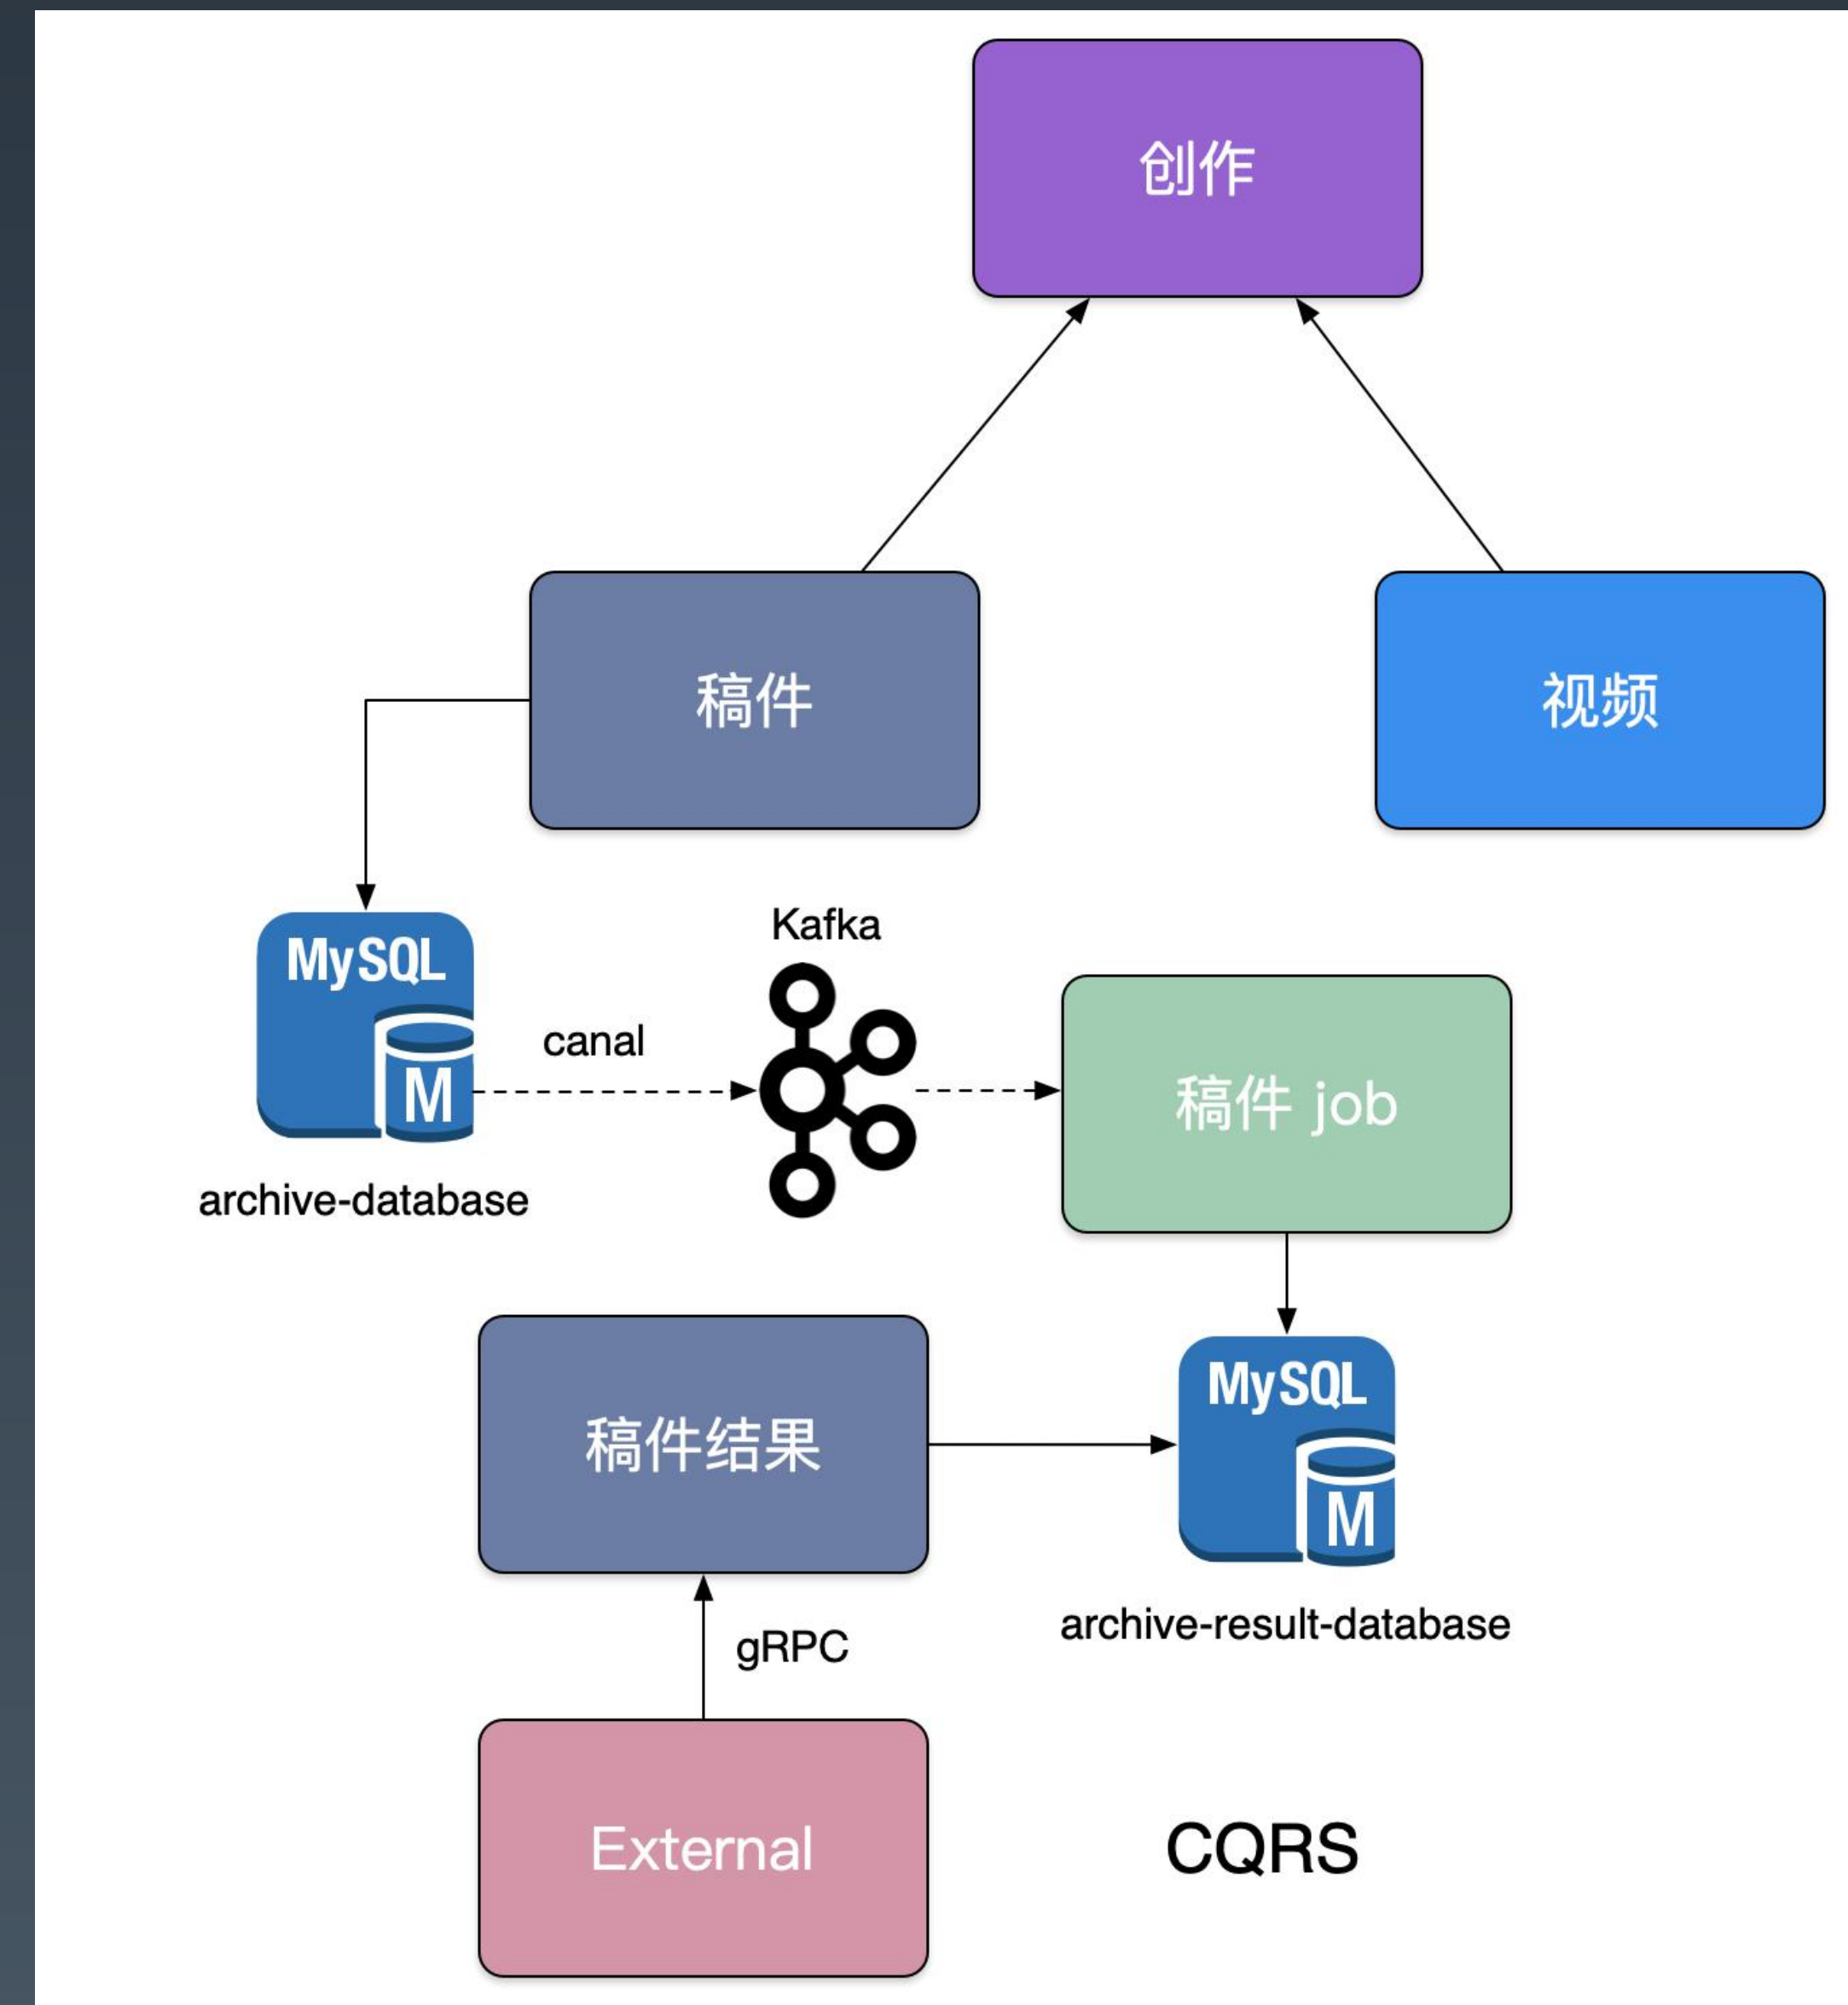 创作
稿件
视频
MySQL
M
archive-database
canal
Kafka
稿件 job
稿件结果
MySQL
M
archive-result-database
gRPC
External
CQRS